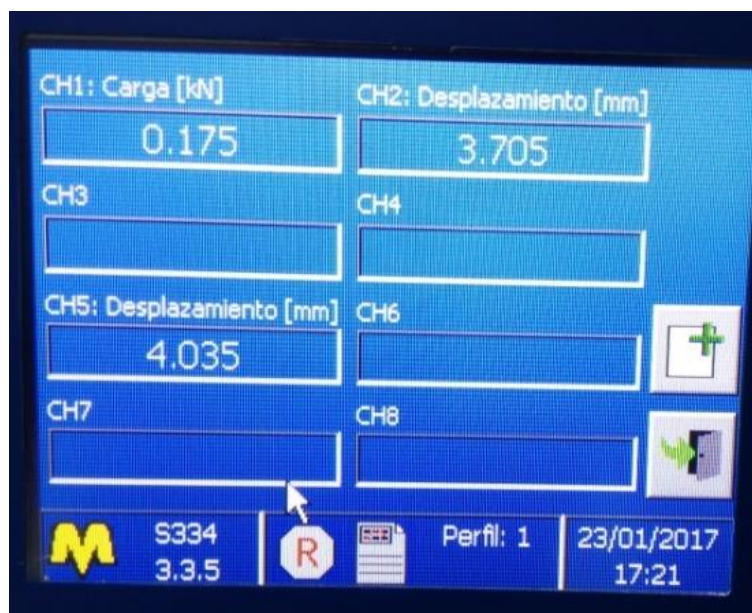 CH1: Carga [kN]
CH2: Desplazamiento [mm]
0.175
3.705
CH3
CH4
CH5: Desplazamiento [mm]
CH6
4.035
CH7
CH8
S334
3.3.5
R
Perfil: 1
23/01/2017
17:21